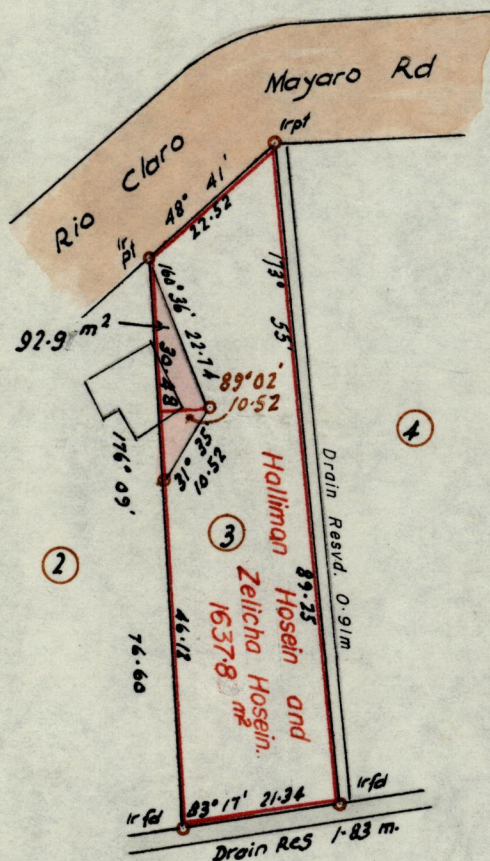 Mayaro Rd
Rio Claro
Irpt
48° 41'
22.52
Ir pt
160° 36'
22.74
173° 55'
92.9 m²
30.48
89° 02'
10.52
31° 35
10.52
176° 09'
4
3
2
Halliman Hosein and
Zelicha Hosein..
1637.8 m²
89.25
Drain Resvd. 0.91m
46.12
76.60
Ir fd
83° 17'
21.34
Irfd
Drain Res 1.83 m.